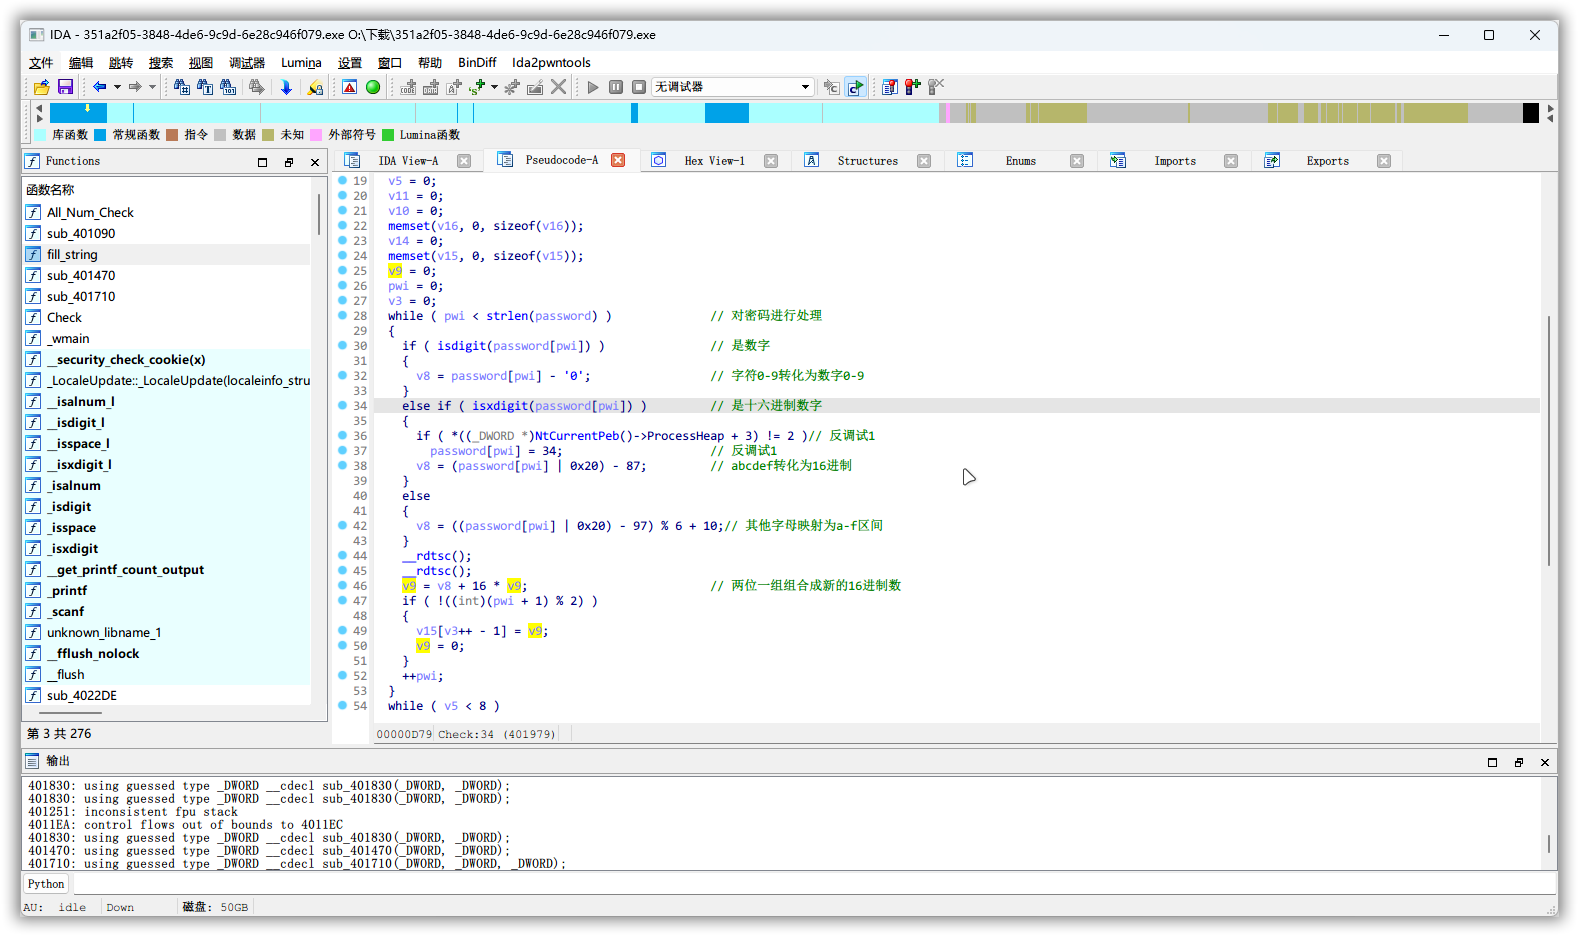 IDA - 351a2f05-3848-4de6-9c9d-6e28c946f079.exe O:\下载\351a2f05-3848-4de6-9c9d-6e28c946f079.exe
文件 编辑 跳转 搜索 视图 调试器 Lumina 设置 窗口 帮助 BinDiff Ida2pwntools
无调试器
库函数 常规函数 指令 数据 未知 外部符号 Lumina函数
Functions
IDA View-A Pseudocode-A Hex View-1 Structures Enums Imports Exports
函数名称
All_Num_Check
sub_401090
fill_string
sub_401470
sub_401710
Check
_wmain
__security_check_cookie(x)
_LocaleUpdate::_LocaleUpdate(localeinfo_stru
__isalnum_l
__isdigit_l
__isspace_l
__isxdigit_l
_isalnum
_isdigit
_isspace
_isxdigit
__get_printf_count_output
_printf
_scanf
unknown_libname_1
__fflush_nolock
__flush
sub_4022DE
第 3 共 276
19 v5 = 0;
20 v11 = 0;
21 v10 = 0;
22 memset(v16, 0, sizeof(v16));
23 v14 = 0;
24 memset(v15, 0, sizeof(v15));
25 v9 = 0;
26 pwi = 0;
27 v3 = 0;
28 while ( pwi < strlen(password) ) // 对密码进行处理
29 {
30 if ( isdigit(password[pwi]) ) // 是数字
31 {
32 v8 = password[pwi] - '0'; // 字符0-9转化为数字0-9
33 }
34 else if ( isxdigit(password[pwi]) ) // 是十六进制数字
35 {
36 if ( *((_DWORD *)NtCurrentPeb()->ProcessHeap + 3) != 2 )// 反调试1
37 password[pwi] = 34; // 反调试1
38 v8 = (password[pwi] | 0x20) - 87; // abcdef转化为16进制
39 }
40 else
41 {
42 v8 = ((password[pwi] | 0x20) - 97) % 6 + 10;// 其他字母映射为a-f区间
43 }
44 __rdtsc();
45 __rdtsc();
46 v9 = v8 + 16 * v9; // 两位一组组合成新的16进制数
47 if ( !((int)(pwi + 1) % 2) )
48 {
49 v15[v3++ - 1] = v9;
50 v9 = 0;
51 }
52 ++pwi;
53 }
54 while ( v5 < 8 )
00000D79 Check:34 (401979)
输出
401830: using guessed type _DWORD __cdecl sub_401830(_DWORD, _DWORD);
401830: using guessed type _DWORD __cdecl sub_401830(_DWORD, _DWORD);
401251: inconsistent fpu stack
4011EA: control flows out of bounds to 4011EC
401830: using guessed type _DWORD __cdecl sub_401830(_DWORD, _DWORD);
401470: using guessed type _DWORD __cdecl sub_401470(_DWORD, _DWORD);
401710: using guessed type _DWORD __cdecl sub_401710(_DWORD, _DWORD, _DWORD);
Python
AU: idle Down 磁盘: 50GB